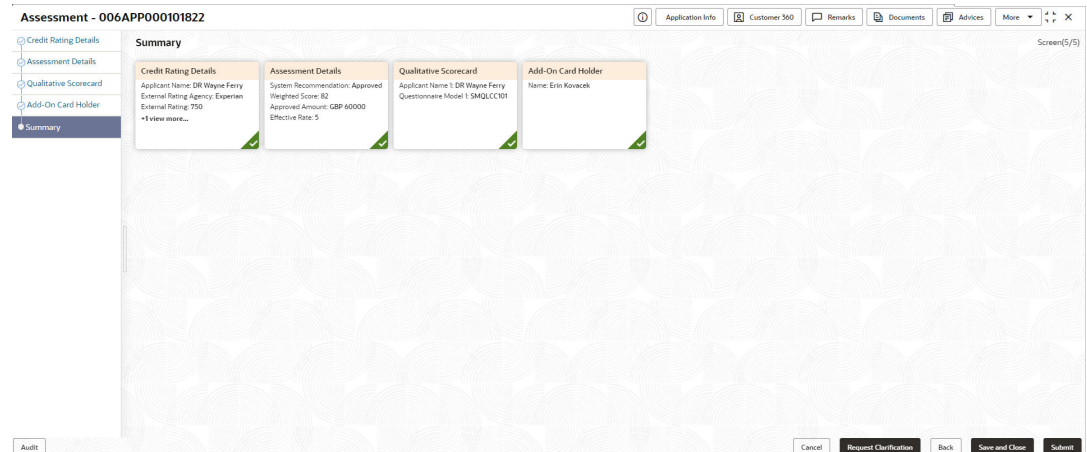 Assessment - 006APP000101822
Application Info
Customer 360
Remarks
Documents
Advices
More
Credit Rating Details
Assessment Details
Qualitative Scorecard
Add-On Card Holder
Summary
Summary
Screen(5/5)
Credit Rating Details
Applicant Name: DR Wayne Ferry
External Rating Agency: Experian
External Rating: 750
+1 view more...
Assessment Details
System Recommendation: Approved
Weighted Score: 82
Approved Amount: GBP 60000
Effective Rate: 5
Qualitative Scorecard
Applicant Name 1: DR Wayne Ferry
Questionnaire Model 1: SMQLCC101
Add-On Card Holder
Name: Erin Kovacek
Audit
Cancel
Request Clarification
Back
Save and Close
Submit